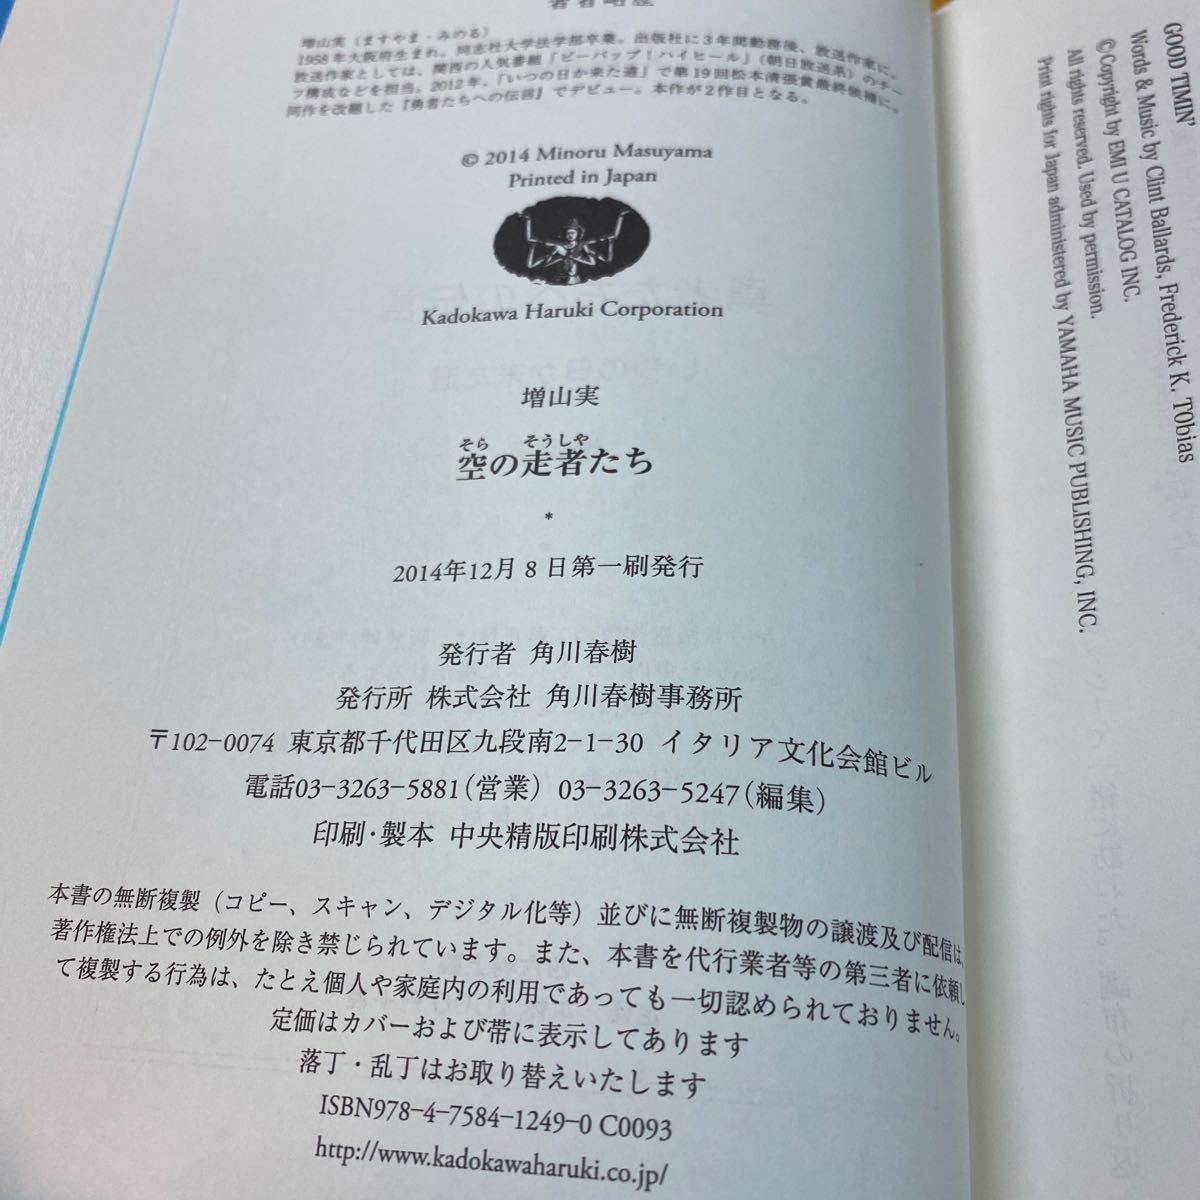 著者略歴
増山実（ますやま・みのる）
1958年大阪府生まれ。同志社大学法学部卒業。出版社に3年間勤務後、放送作家に。
放送作家としては、関西の人気番組「ビーバップ！ハイヒール」（朝日放送系）のチー
フ構成などを担当。2012年、「いつの日か来た道」で第19回松本清張賞最終候補に。
同作を改題した『勇者たちへの伝言』でデビュー。本作が2作目となる。
© 2014 Minoru Masuyama
Printed in Japan
Kadokawa Haruki Corporation
増山実
そら そうしや
空の走者たち
*
2014年12月8日第一刷発行
発行者 角川春樹
発行所 株式会社 角川春樹事務所
〒102-0074 東京都千代田区九段南2-1-30 イタリア文化会館ビル
電話03-3263-5881(営業) 03-3263-5247(編集)
印刷・製本 中央精版印刷株式会社
本書の無断複製（コピー、スキャン、デジタル化等）並びに無断複製物の譲渡及び配信は、
著作権法上での例外を除き禁じられています。また、本書を代行業者等の第三者に依頼し
て複製する行為は、たとえ個人や家庭内の利用であっても一切認められておりません。
定価はカバーおよび帯に表示してあります
落丁・乱丁はお取り替えいたします
ISBN978-4-7584-1249-0 C0093
http://www.kadokawaharuki.co.jp/
GOOD TIMIN'
Words & Music by Clint Ballards, Frederick K. T0bias
©Copyright by EMI U CATALOG INC.
All rights reserved. Used by permission.
Print rights for Japan administered by YAMAHA MUSIC PUBLISHING, INC.